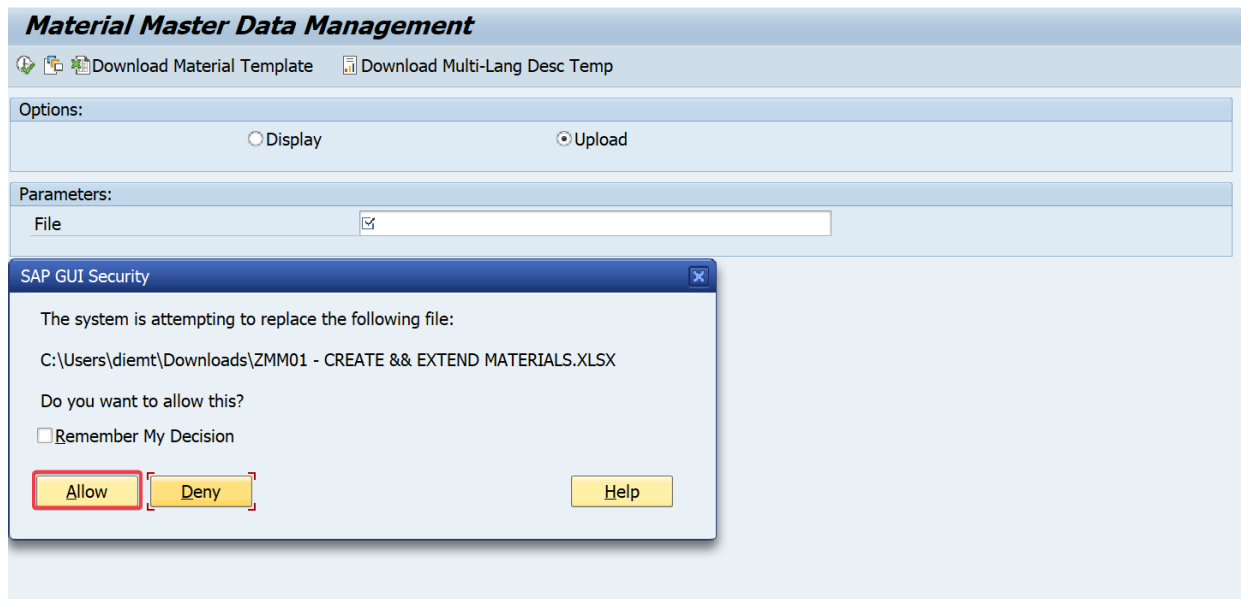 Material Master Data Management
Download Material Template Download Multi-Lang Desc Temp
Options:
Display Upload
Parameters:
File
SAP GUI Security
The system is attempting to replace the following file:
C:\Users\diemt\Downloads\ZMM01 - CREATE && EXTEND MATERIALS.XLSX
Do you want to allow this?
Remember My Decision
Allow Deny Help